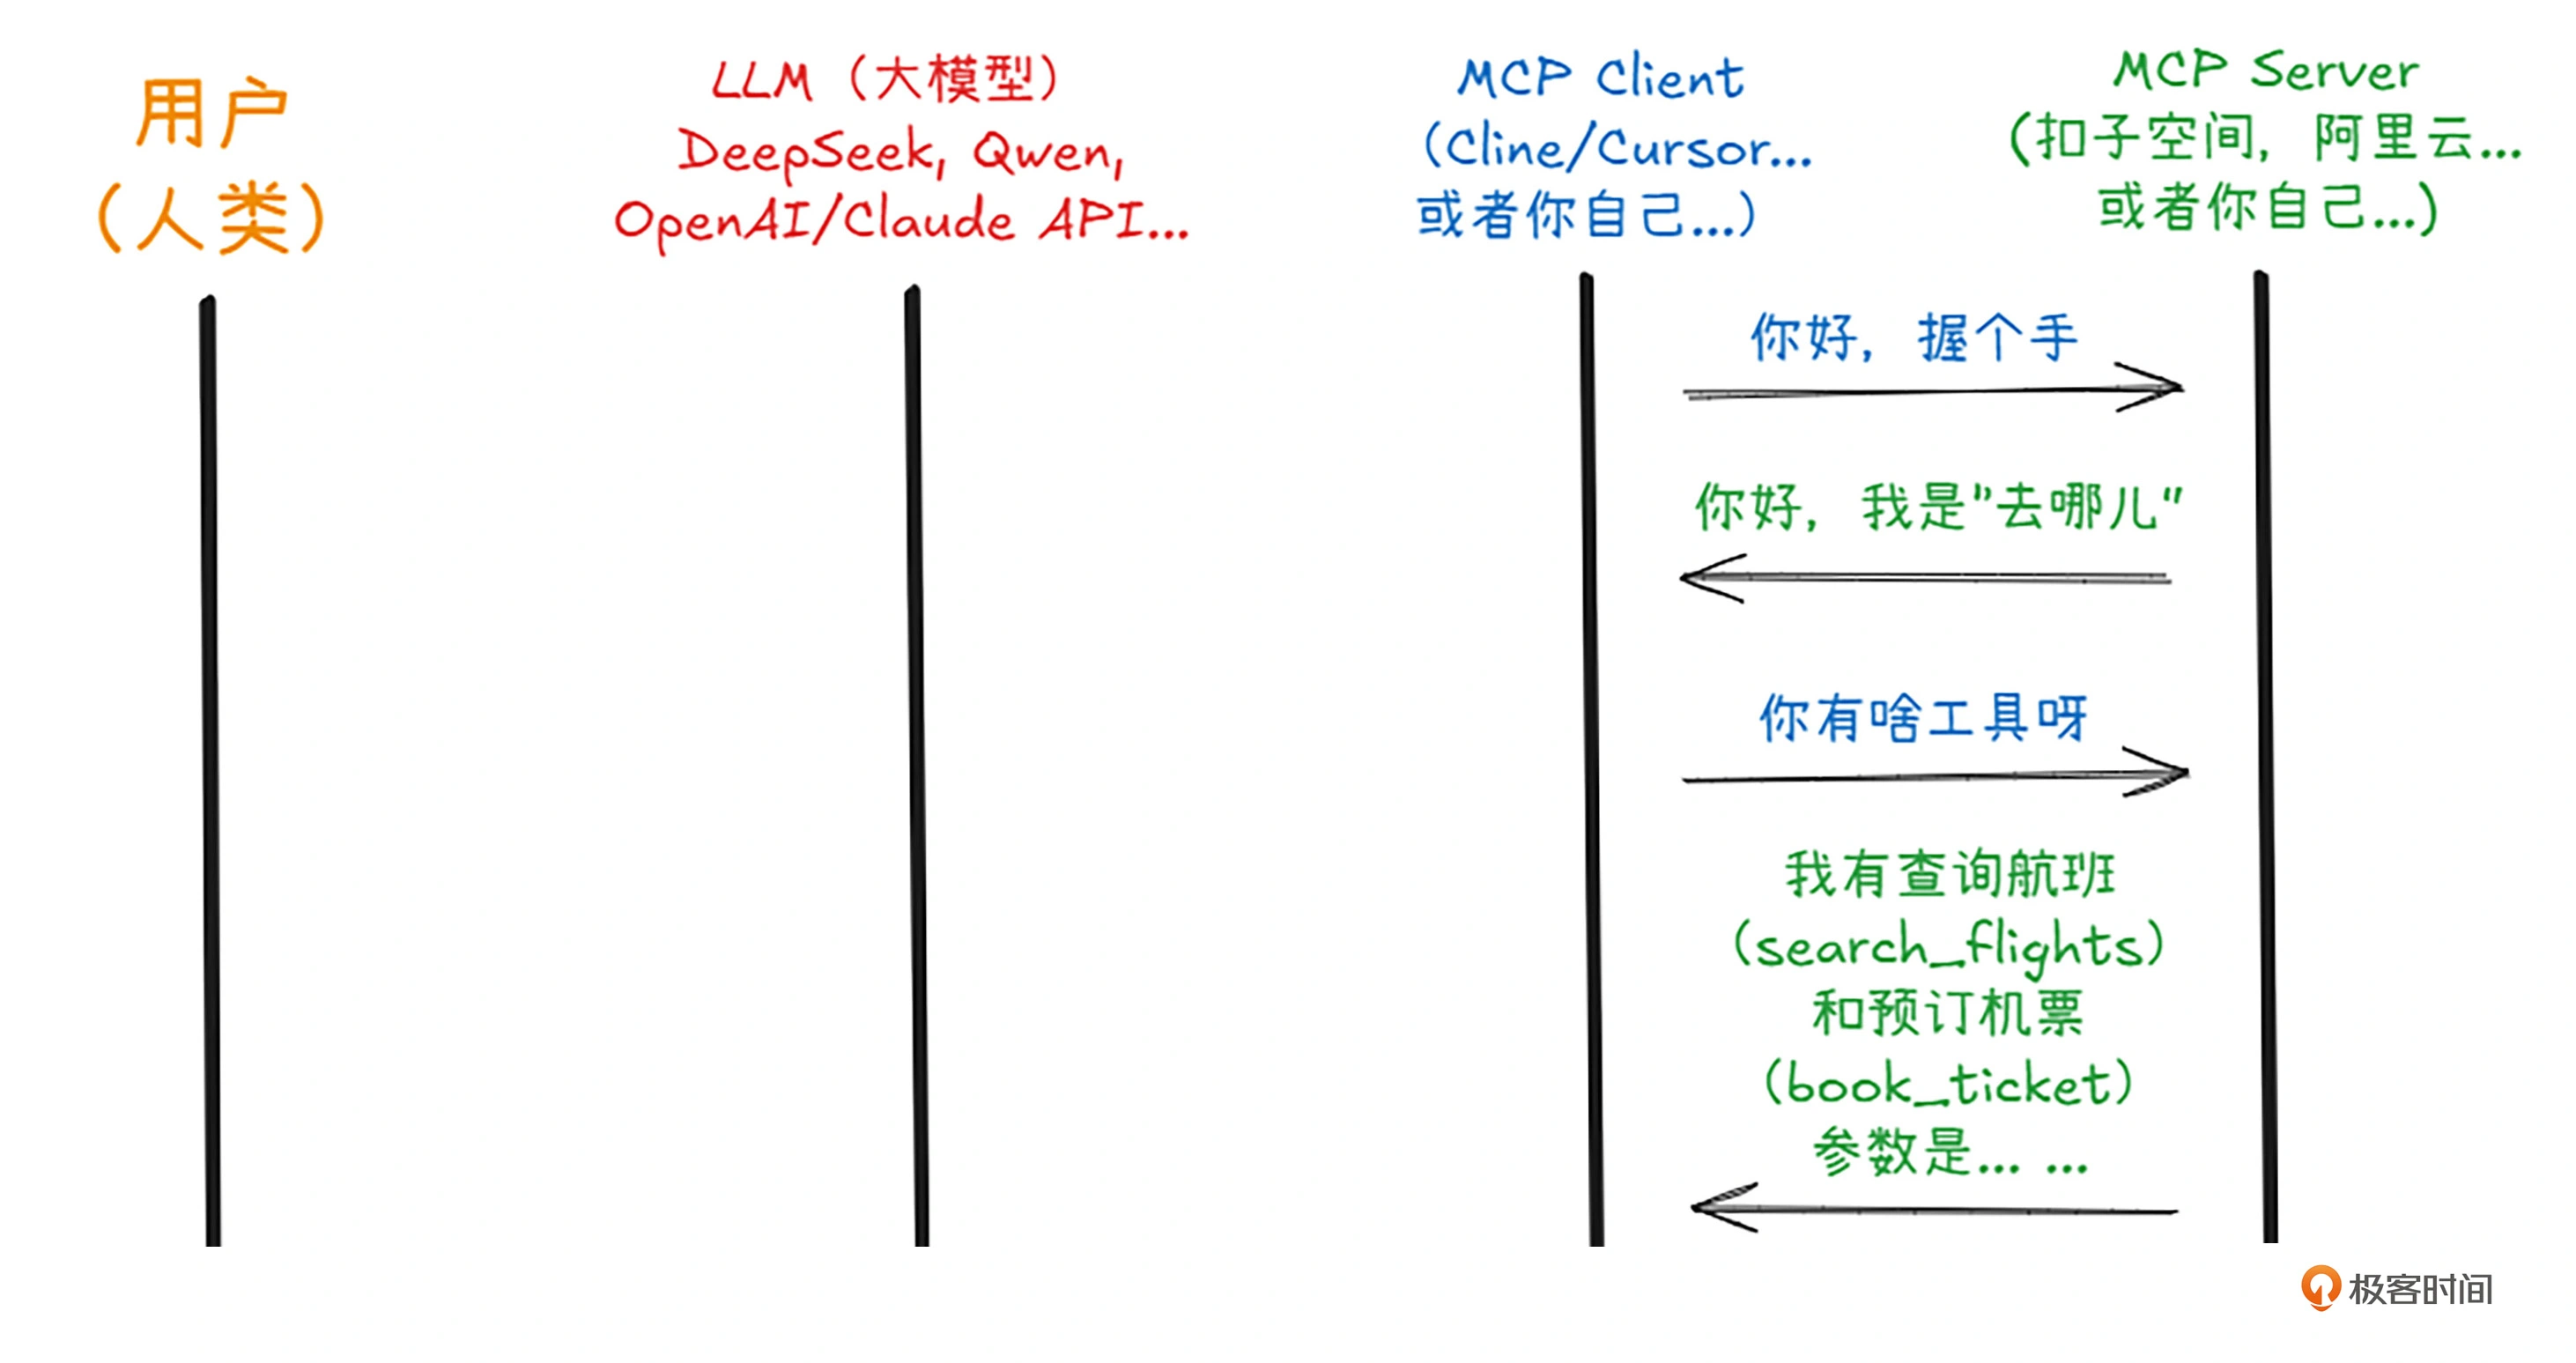 用户
（人类）
LLM（大模型）
DeepSeek, Qwen,
OpenAI/Claude API...
MCP Client
（Cline/Cursor...
或者你自己...）
MCP Server
(扣子空间，阿里云...
或者你自己...)
你好，握个手
你好，我是"去哪儿"
你有啥工具呀
我有查询航班
（search_flights）
和预订机票
（book_ticket）
参数是... ...
极客时间